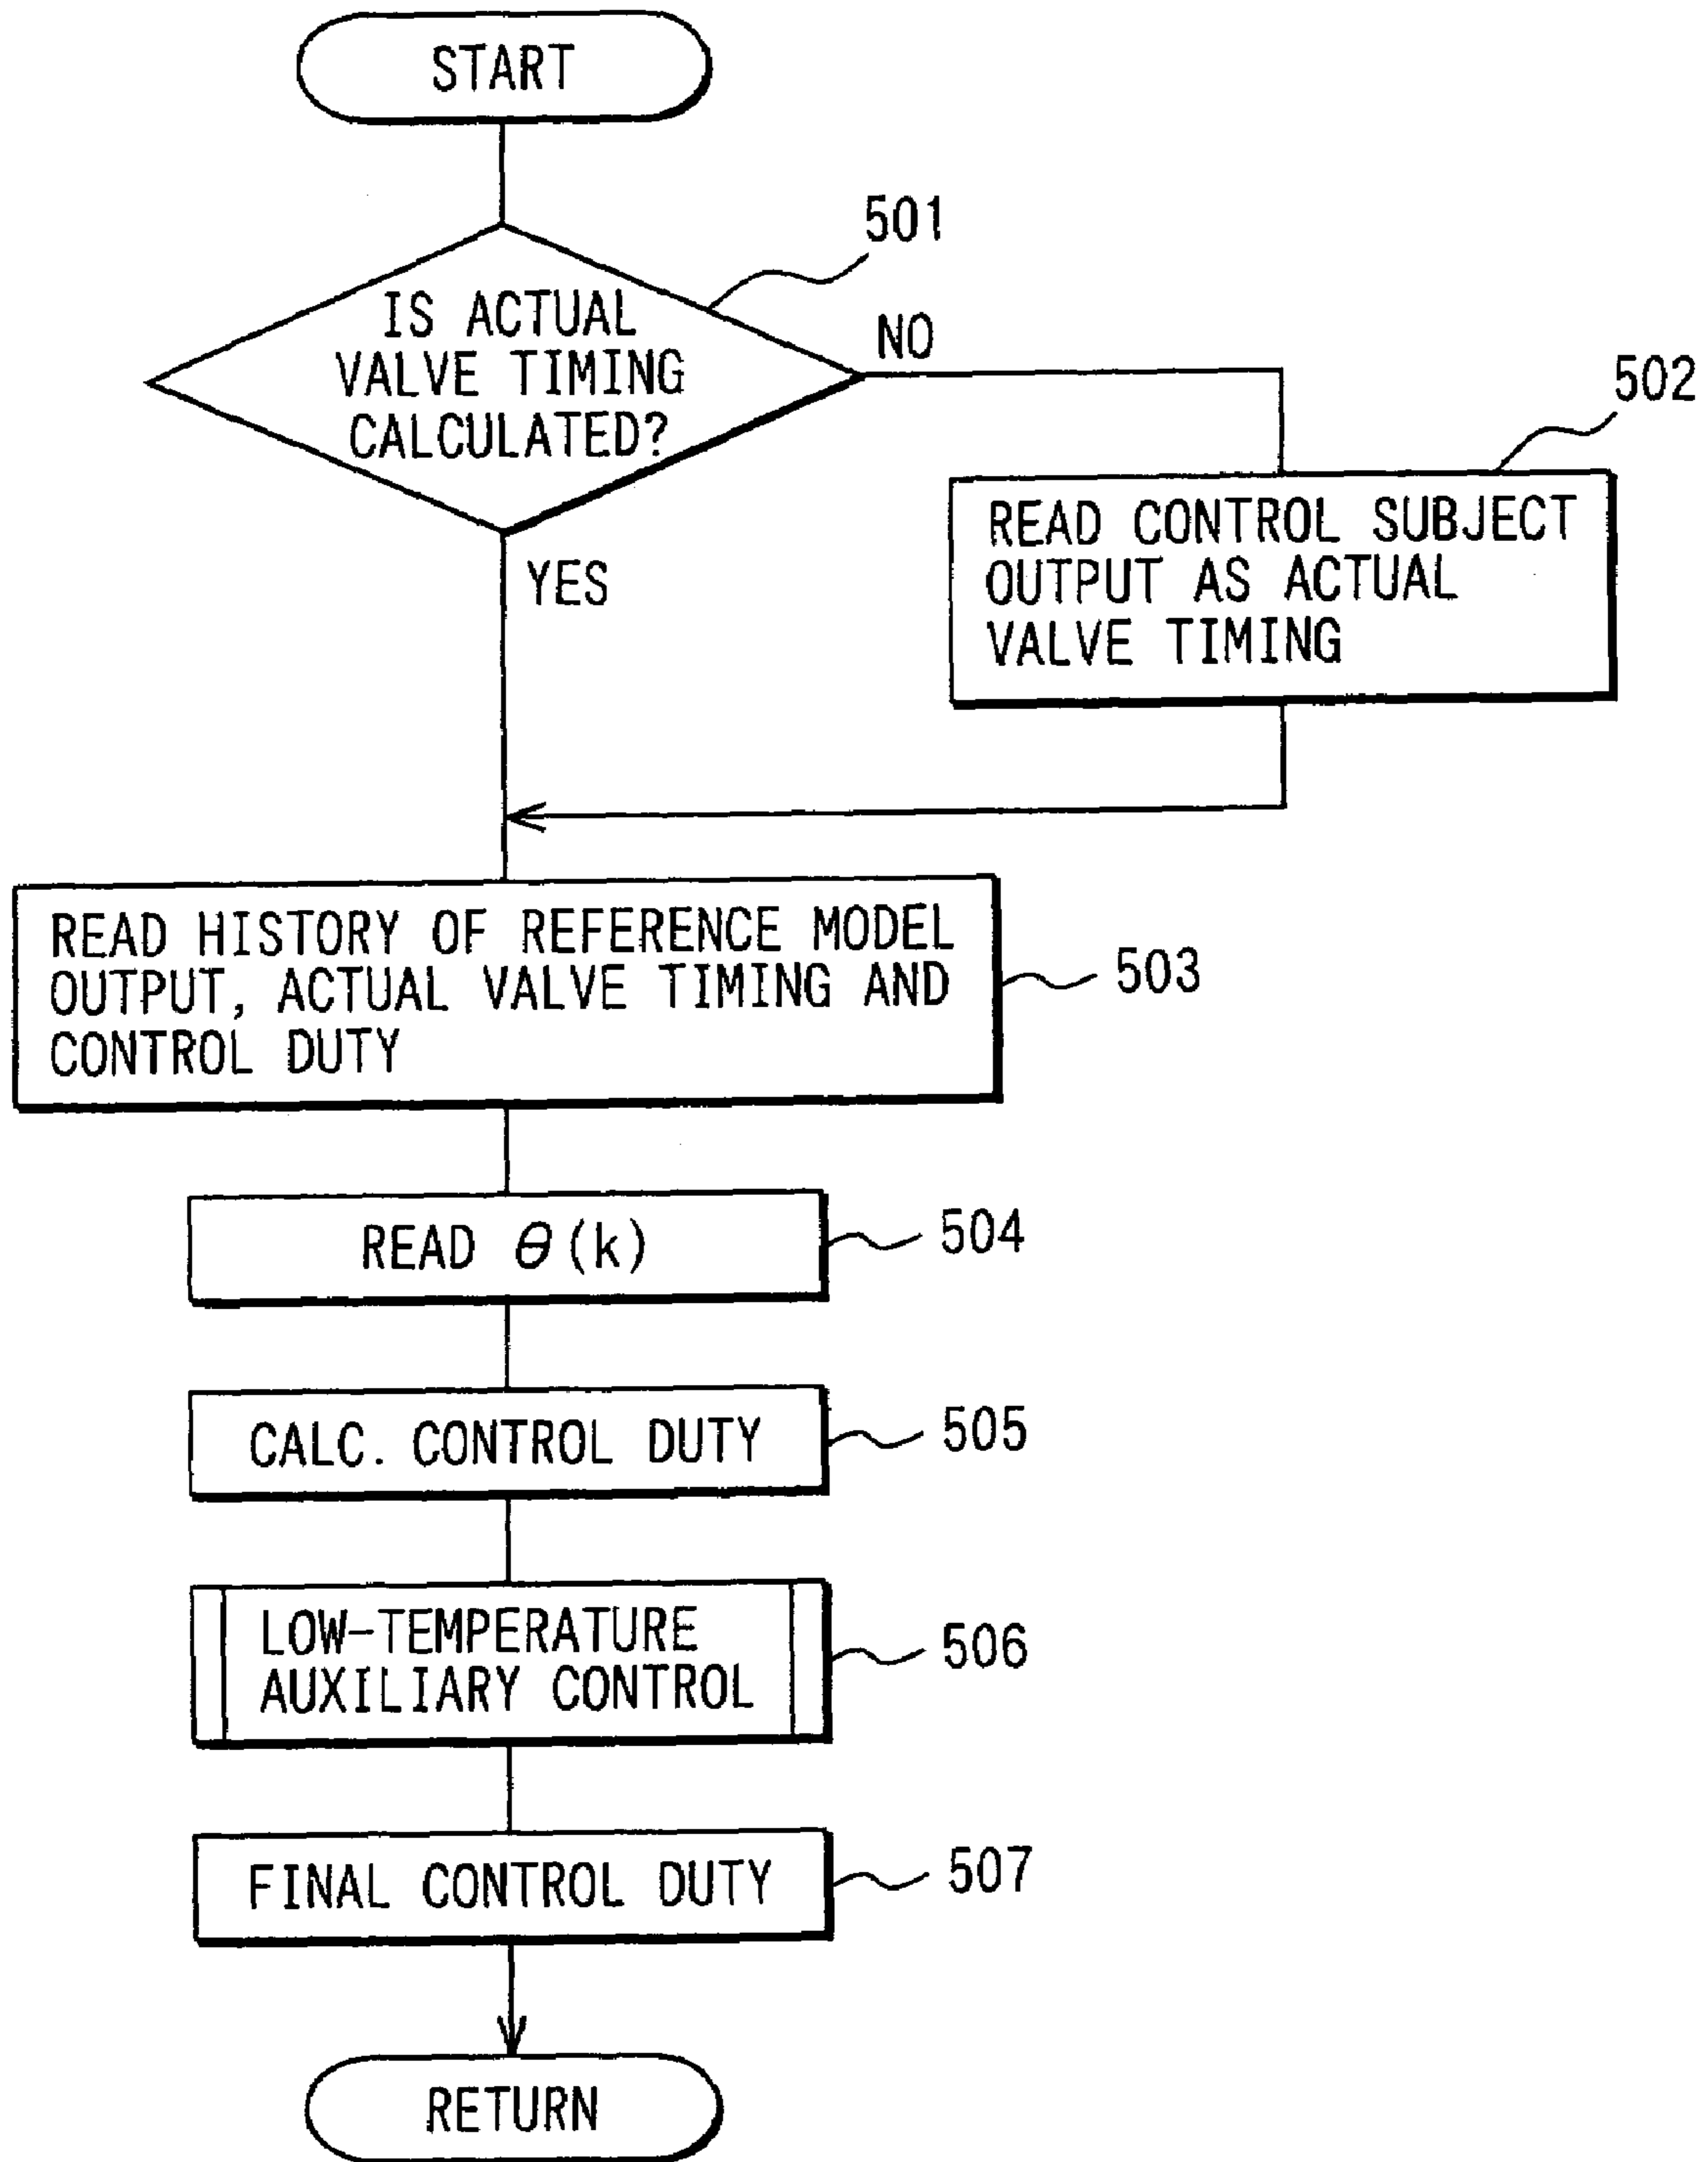 START
501
IS ACTUAL
VALVE TIMING
CALCULATED?
NO
YES
502
READ CONTROL SUBJECT
OUTPUT AS ACTUAL
VALVE TIMING
READ HISTORY OF REFERENCE MODEL
OUTPUT, ACTUAL VALVE TIMING AND
CONTROL DUTY
503
READ θ(k)
504
CALC. CONTROL DUTY
505
LOW-TEMPERATURE
AUXILIARY CONTROL
506
FINAL CONTROL DUTY
507
RETURN